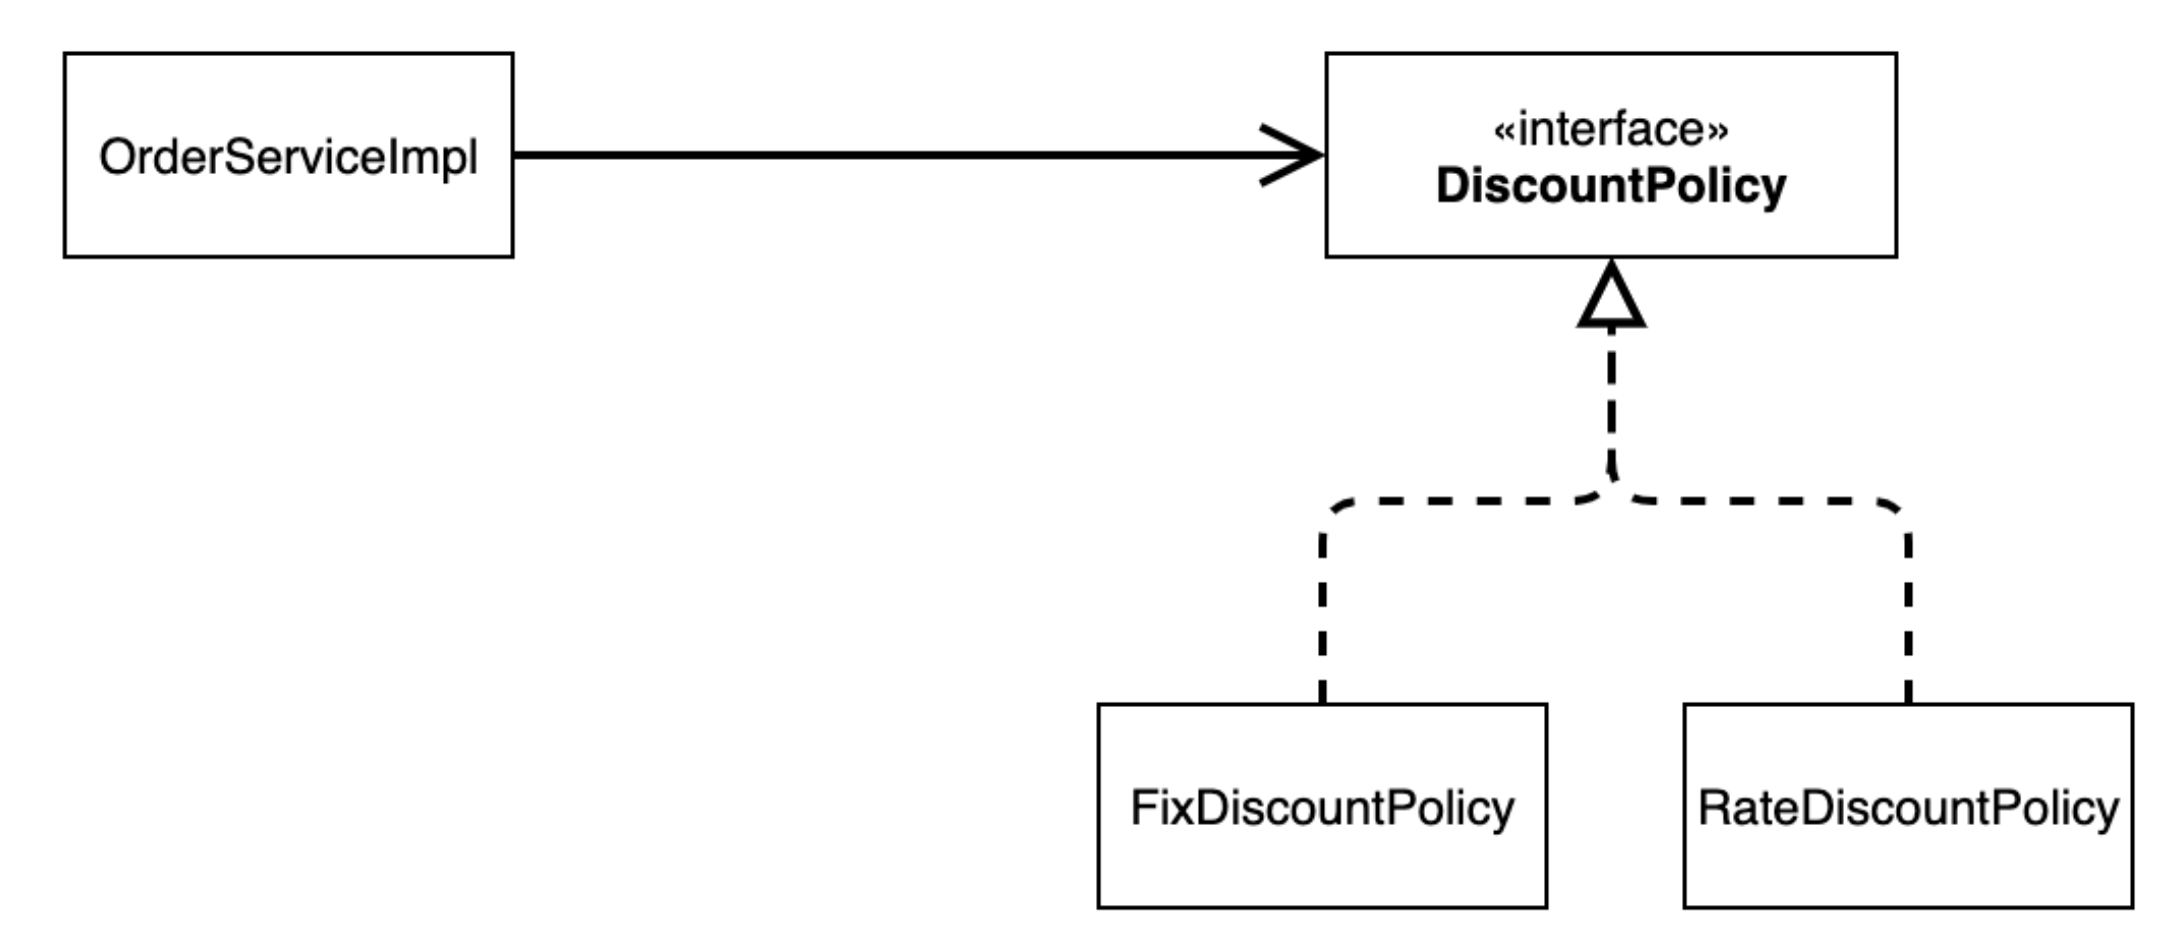 OrderServiceImpl
«interface»
DiscountPolicy
FixDiscountPolicy
RateDiscountPolicy